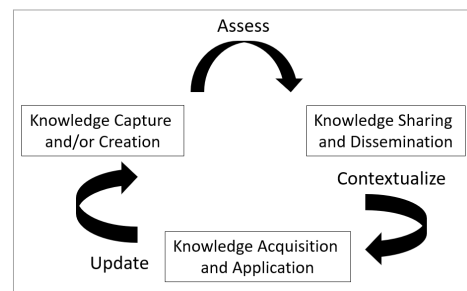 Assess
Knowledge Capture
and/or Creation
Knowledge Sharing
and Dissemination
Contextualize
Knowledge Acquisition
and Application
Update